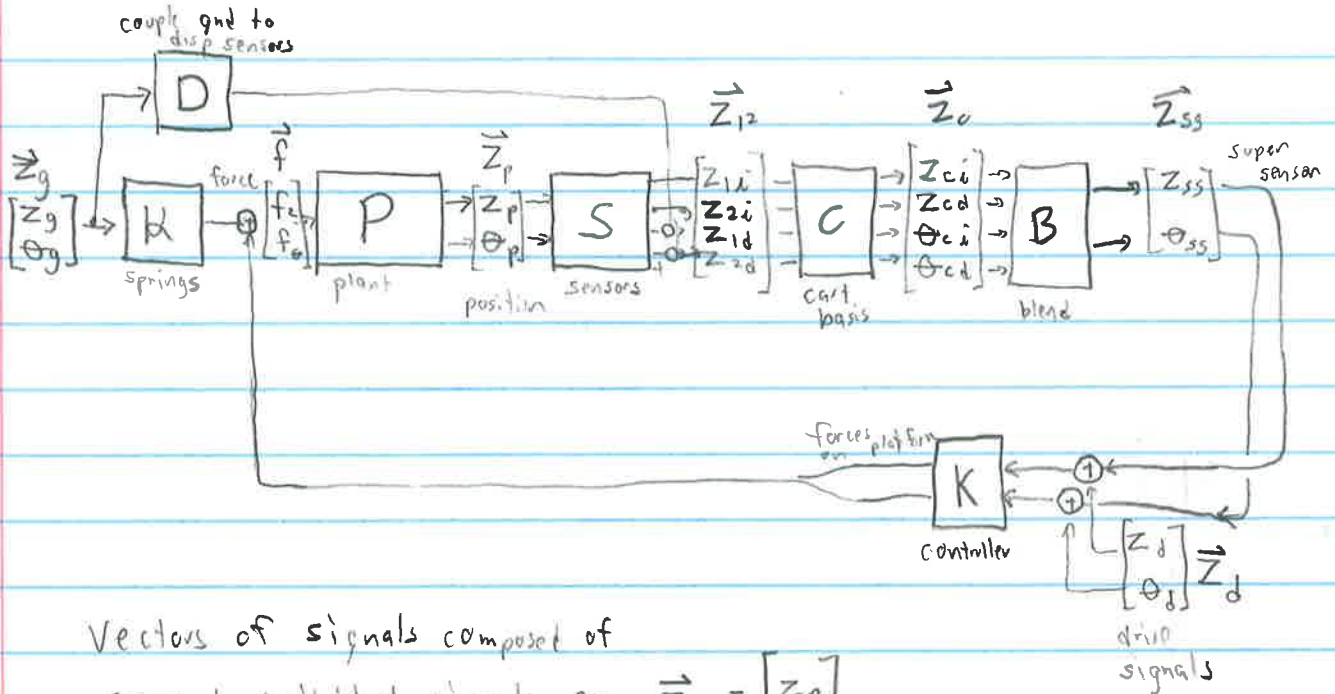 couple gnd to
disp sensors
D
Z⃗g
[Zg
θg]
K
springs
force
+
f⃗
[fz
fθ]
P
plant
Z⃗p
[Zp
θp]
position
S
sensors
Z⃗12
[Z1i
Z2i
Z1d
Z2d]
C
cart
basis
Z⃗c
[Zci
Zcd
θci
θcd]
B
blend
Z⃗ss
[Zss
θss]
super
sensor
forces platform
on
K
controller
+
+
[Zd
θd]
Z⃗d
drive
signals
Vectors of signals composed of